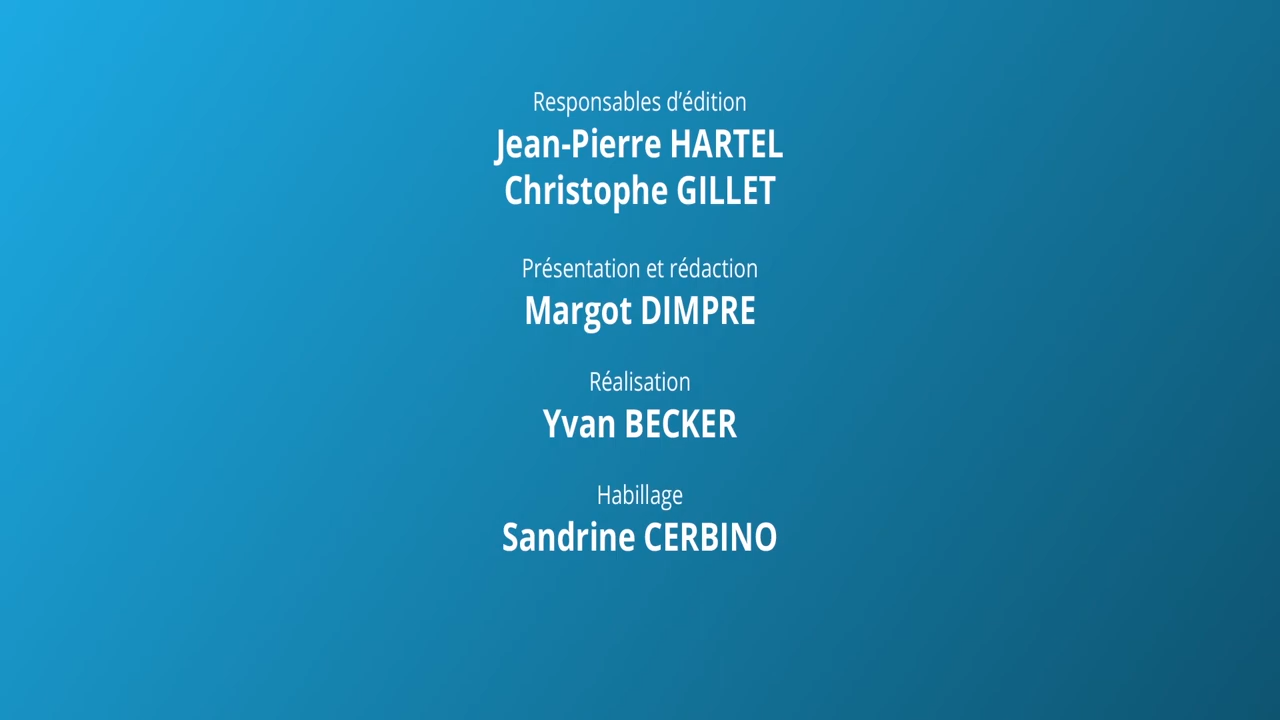 Responsables d’édition
Jean-Pierre HARTEL
Christophe GILLET
Présentation et rédaction
Margot DIMPRE
Réalisation
Yvan BECKER
Habillage
Sandrine CERBINO